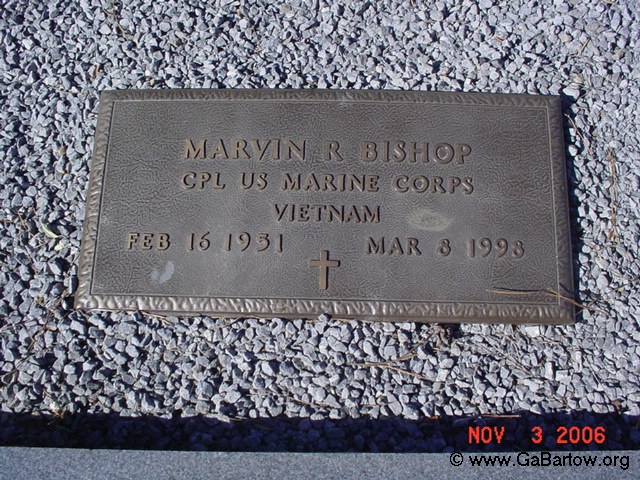 MARVIN R BISHOP
CPL US MARINE CORPS
VIETNAM
FEB 16 1951 MAR 8 1998
NOV 3 2006
© www.GaBartow.org